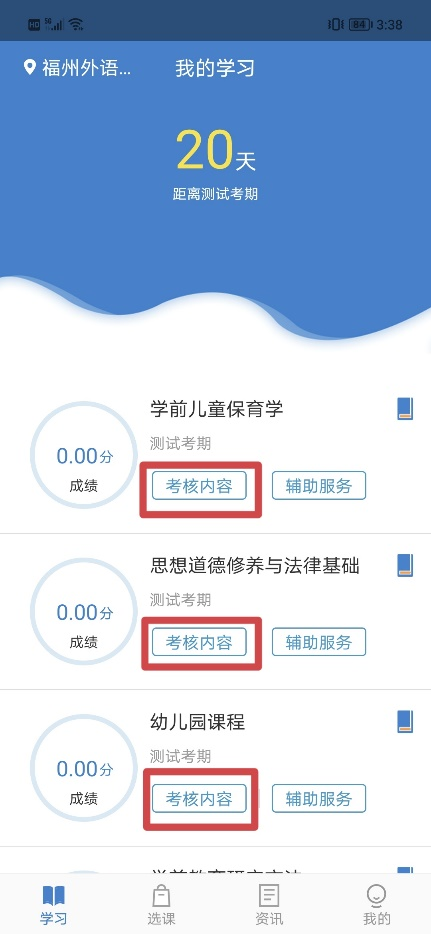 HD 5G 84 3:38
福州外语... 我的学习
20天
距离测试考期
学前儿童保育学
测试考期
0.00分
成绩
考核内容 辅助服务
思想道德修养与法律基础
测试考期
0.00分
成绩
考核内容 辅助服务
幼儿园课程
测试考期
0.00分
成绩
考核内容 辅助服务
学习 选课 资讯 我的